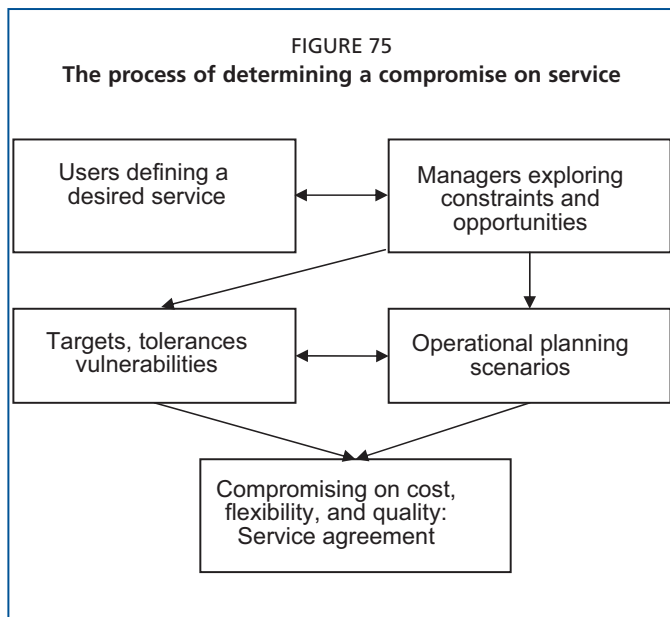 FIGURE 75
The process of determining a compromise on service
Users defining a
desired service
Managers exploring
constraints and
opportunities
Targets, tolerances
vulnerabilities
Operational planning
scenarios
Compromising on cost,
flexibility, and quality:
Service agreement